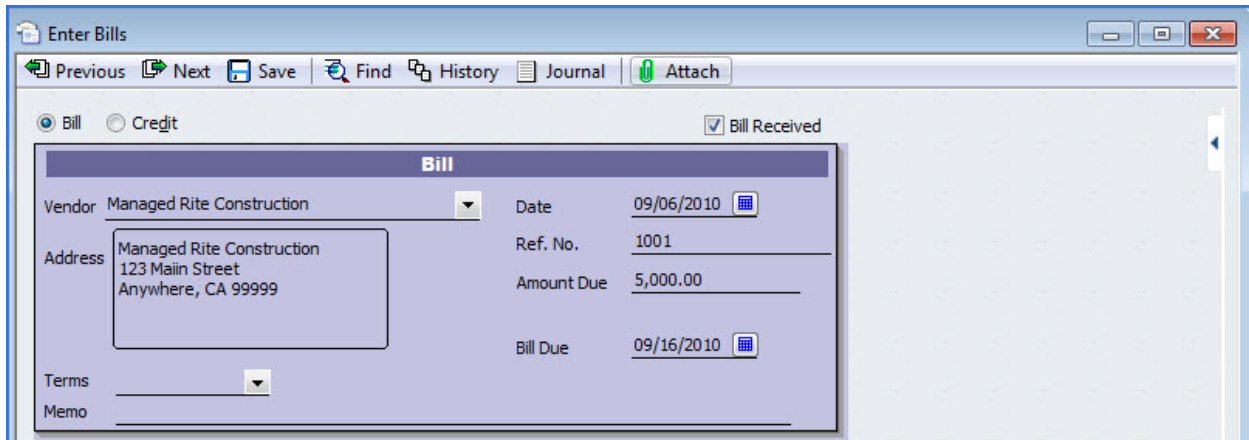 Enter Bills
Previous Next Save Find History Journal Attach
Bill Credit Bill Received
Bill
Vendor Managed Rite Construction Date 09/06/2010
Address Managed Rite Construction Ref. No. 1001
123 Maiin Street
Anywhere, CA 99999 Amount Due 5,000.00
Bill Due 09/16/2010
Terms
Memo